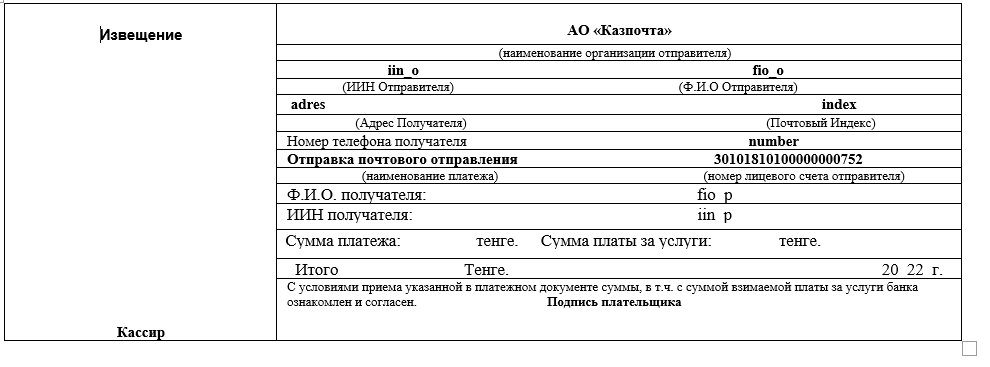 Извещение
АО «Казпочта»
(наименование организации отправителя)
iin_o fio_o
(ИИН Отправителя) (Ф.И.О Отправителя)
adres index
(Адрес Получателя) (Почтовый Индекс)
Номер телефона получателя number
Отправка почтового отправления 30101810100000000752
(наименование платежа) (номер лицевого счета отправителя)
Ф.И.О. получателя: fio p
ИИН получателя: iin p
Сумма платежа: тенге. Сумма платы за услуги: тенге.
Итого Тенге. 20 22 г.
С условиями приема указанной в платежном документе суммы, в т.ч. с суммой взимаемой платы за услуги банка
ознакомлен и согласен. Подпись плательщика
Кассир